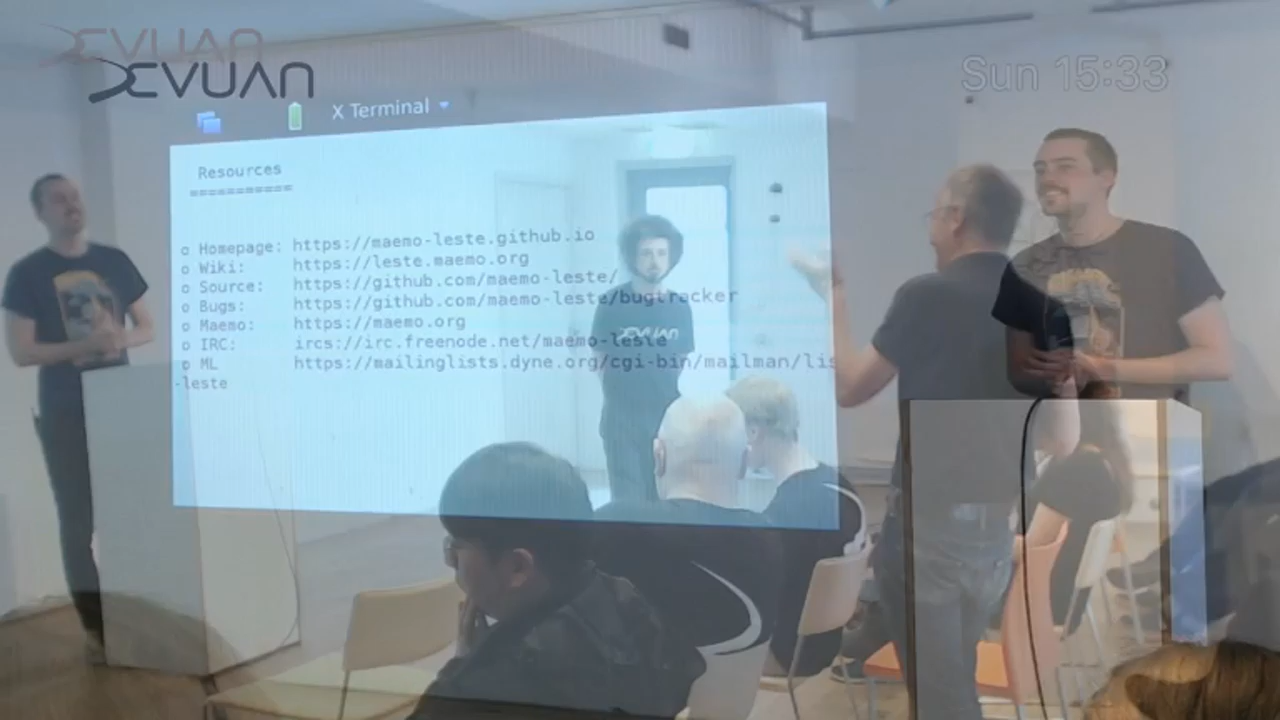 DEVUAN
DEVUAN
Sun 15:33
X Terminal
Resources
===========
o Homepage: https://maemo-leste.github.io
o Wiki: https://leste.maemo.org
o Source: https://github.com/maemo-leste/
o Bugs: https://github.com/maemo-leste/bugtracker
o Maemo: https://maemo.org
o IRC: ircs://irc.freenode.net/maemo-leste
o ML https://mailinglists.dyne.org/cgi-bin/mailman/lis
-leste
DEVUAN